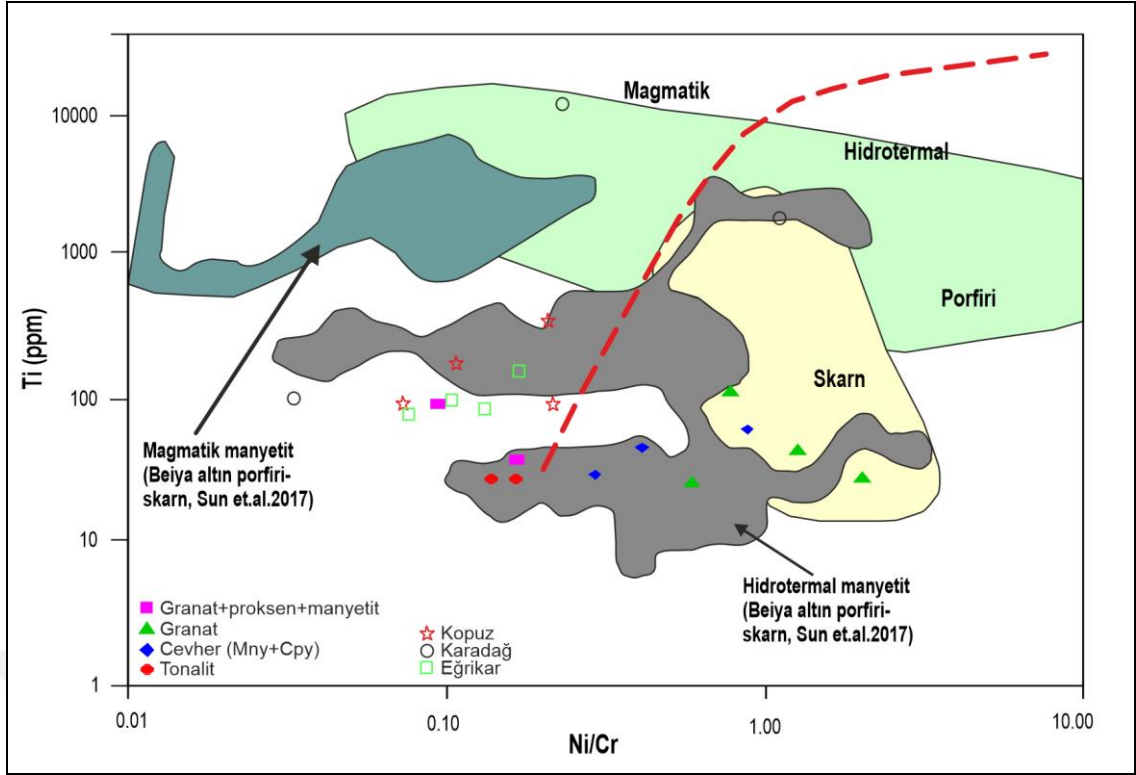 Magmatik
Hidrotermal
Porfiri
Skarn
Ti (ppm)
10000
1000
100
10
1
Magmatik manyetit
(Beiya altın porfiri-
skarn, Sun et.al.2017)
Hidrotermal manyetit
(Beiya altın porfiri-
skarn, Sun et.al.2017)
Granat+proksen+manyetit
Granat
Cevher (Mny+Cpy)
Tonalit
Kopuz
Karadağ
Eğrikar
0.01
0.10
1.00
10.00
Ni/Cr